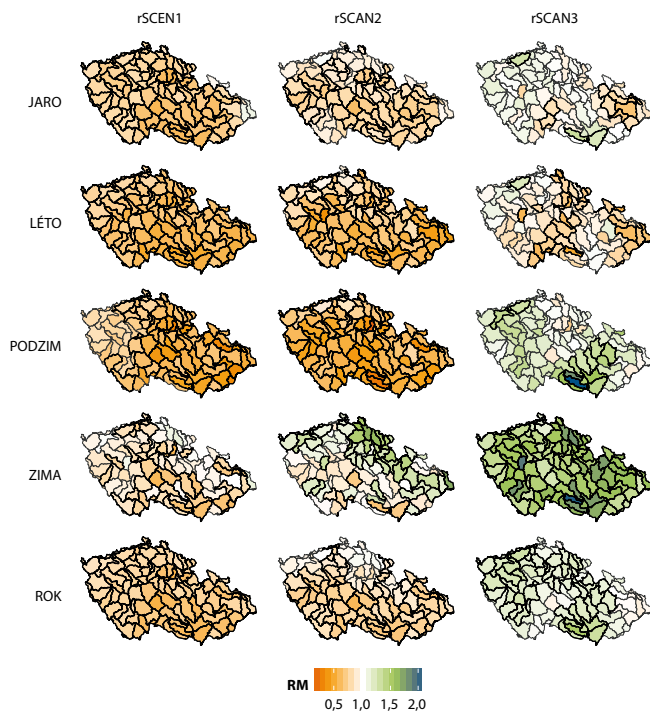 rSCEN1 rSCAN2 rSCAN3
JARO
LÉTO
PODZIM
ZIMA
ROK
RM
0,5 1,0 1,5 2,0